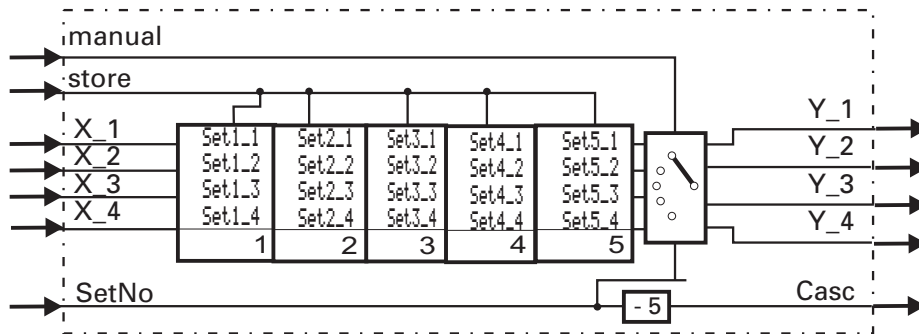 manual
store
X_1
X_2
X_3
X_4
Set1_1 Set2_1 Set3_1 Set4_1 Set5_1
Set1_2 Set2_2 Set3_2 Set4_2 Set5_2
Set1_3 Set2_3 Set3_3 Set4_3 Set5_3
Set1_4 Set2_4 Set3_4 Set4_4 Set5_4
1 2 3 4 5
Y_1
Y_2
Y_3
Y_4
SetNo
- 5
Casc